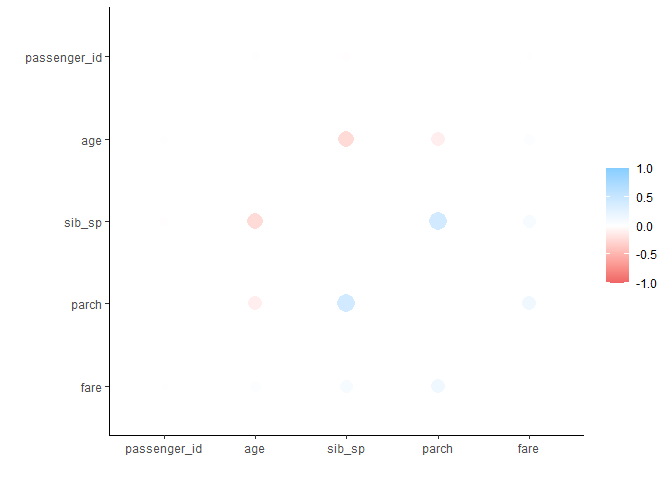 passenger_id
age
sib_sp
parch
fare
passenger_id age sib_sp parch fare
1.0
0.5
0.0
-0.5
-1.0